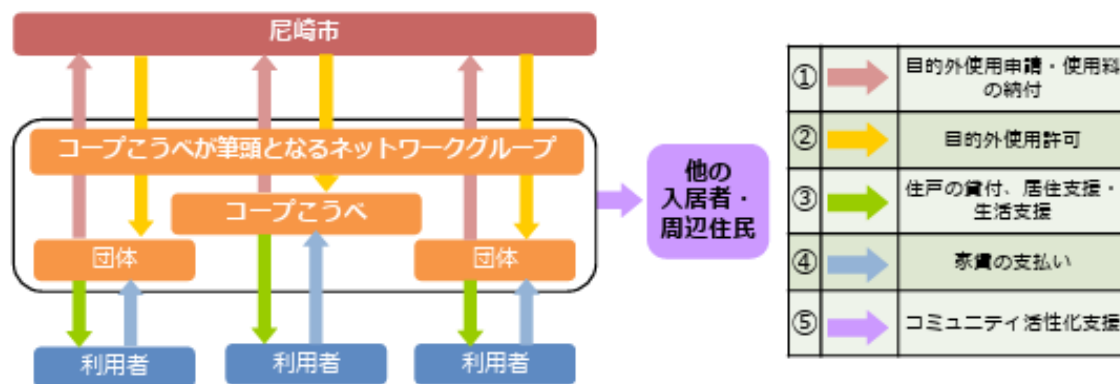 尼崎市
コープこうべが筆頭となるネットワークグループ
コープこうべ
団体
団体
利用者
利用者
利用者
他の
入居者・
周辺住民
① 目的外使用申請・使用料
の納付
② 目的外使用許可
③ 住戸の貸付、居住支援・
生活支援
④ 家賃の支払い
⑤ コミュニティ活性化支援